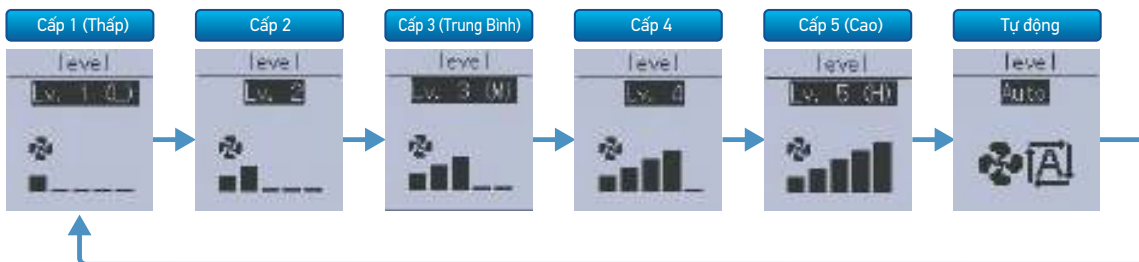 Cấp 1 (Thấp)
Cấp 2
Cấp 3 (Trung Bình)
Cấp 4
Cấp 5 (Cao)
Tự động
level
level
level
level
level
level
Lv. 1 (L)
Lv. 2
Lv. 3 (M)
Lv. 4
Lv. 5 (H)
Auto
A